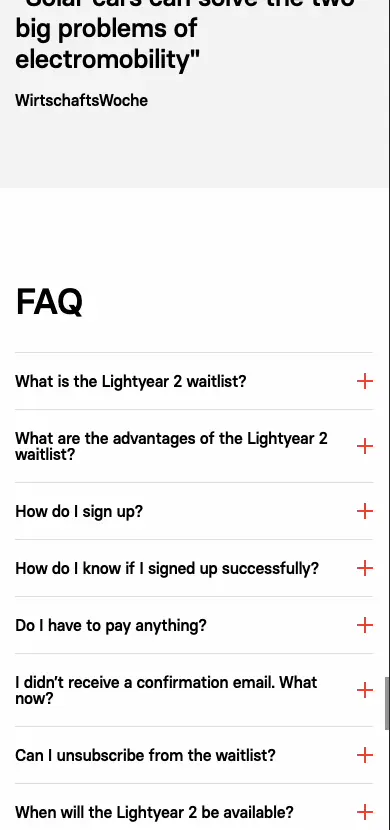 "Solar cars can solve the two
big problems of
electromobility"
WirtschaftsWoche
FAQ
What is the Lightyear 2 waitlist?
What are the advantages of the Lightyear 2
waitlist?
How do I sign up?
How do I know if I signed up successfully?
Do I have to pay anything?
I didn't receive a confirmation email. What
now?
Can I unsubscribe from the waitlist?
When will the Lightyear 2 be available?